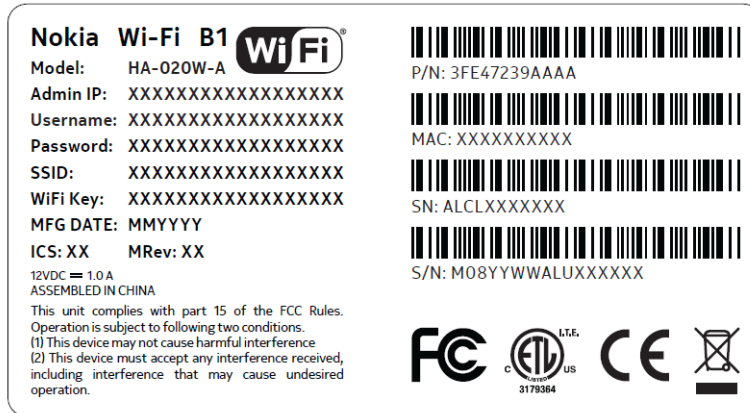 Nokia Wi-Fi B1
Wi Fi®
Model: HA-020W-A
Admin IP: XXXXXXXXXXXXXXXXXX
Username: XXXXXXXXXXXXXXXXXX
Password: XXXXXXXXXXXXXXXXXX
SSID: XXXXXXXXXXXXXXXXXX
WiFi Key: XXXXXXXXXXXXXXXXXX
MFG DATE: MMYYYY
ICS: XX MRev: XX
12VDC ⎓ 1.0 A
ASSEMBLED IN CHINA
This unit complies with part 15 of the FCC Rules.
Operation is subject to following two conditions.
(1) This device may not cause harmful interference
(2) This device must accept any interference received,
including interference that may cause undesired
operation.
P/N: 3FE47239AAAA
MAC: XXXXXXXXXX
SN: ALCLXXXXXXX
S/N: M08YYWWALUXXXXXX
FC
I.T.E.
C ETL US
LISTED
3179364
CE